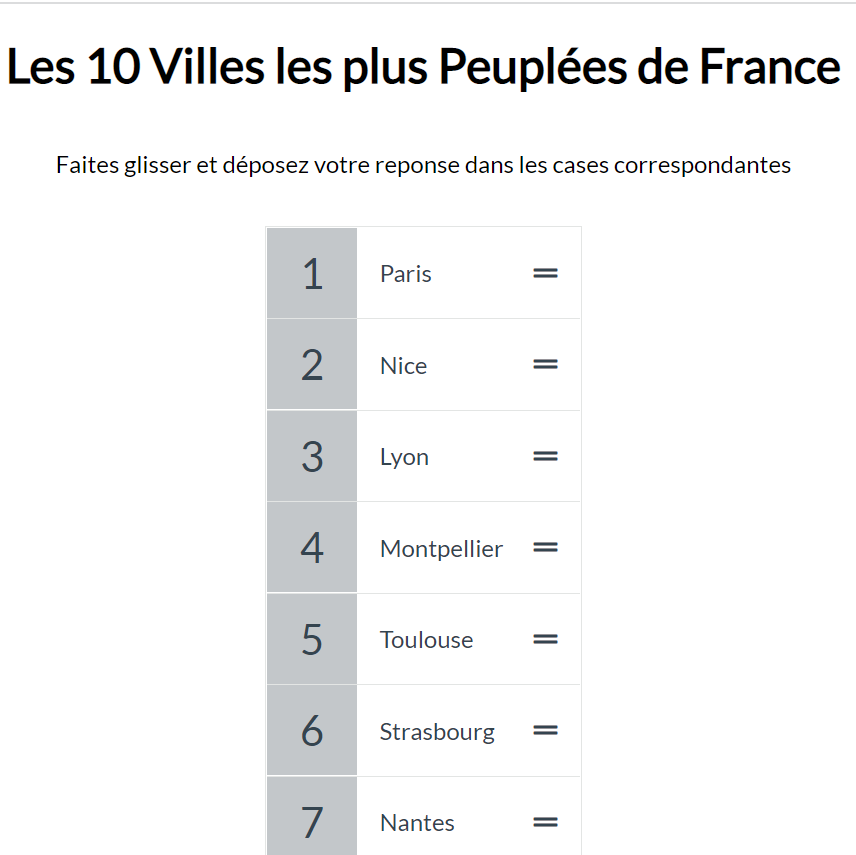 Les 10 Villes les plus Peuplées de France
Faites glisser et déposez votre reponse dans les cases correspondantes
1 Paris
2 Nice
3 Lyon
4 Montpellier
5 Toulouse
6 Strasbourg
7 Nantes